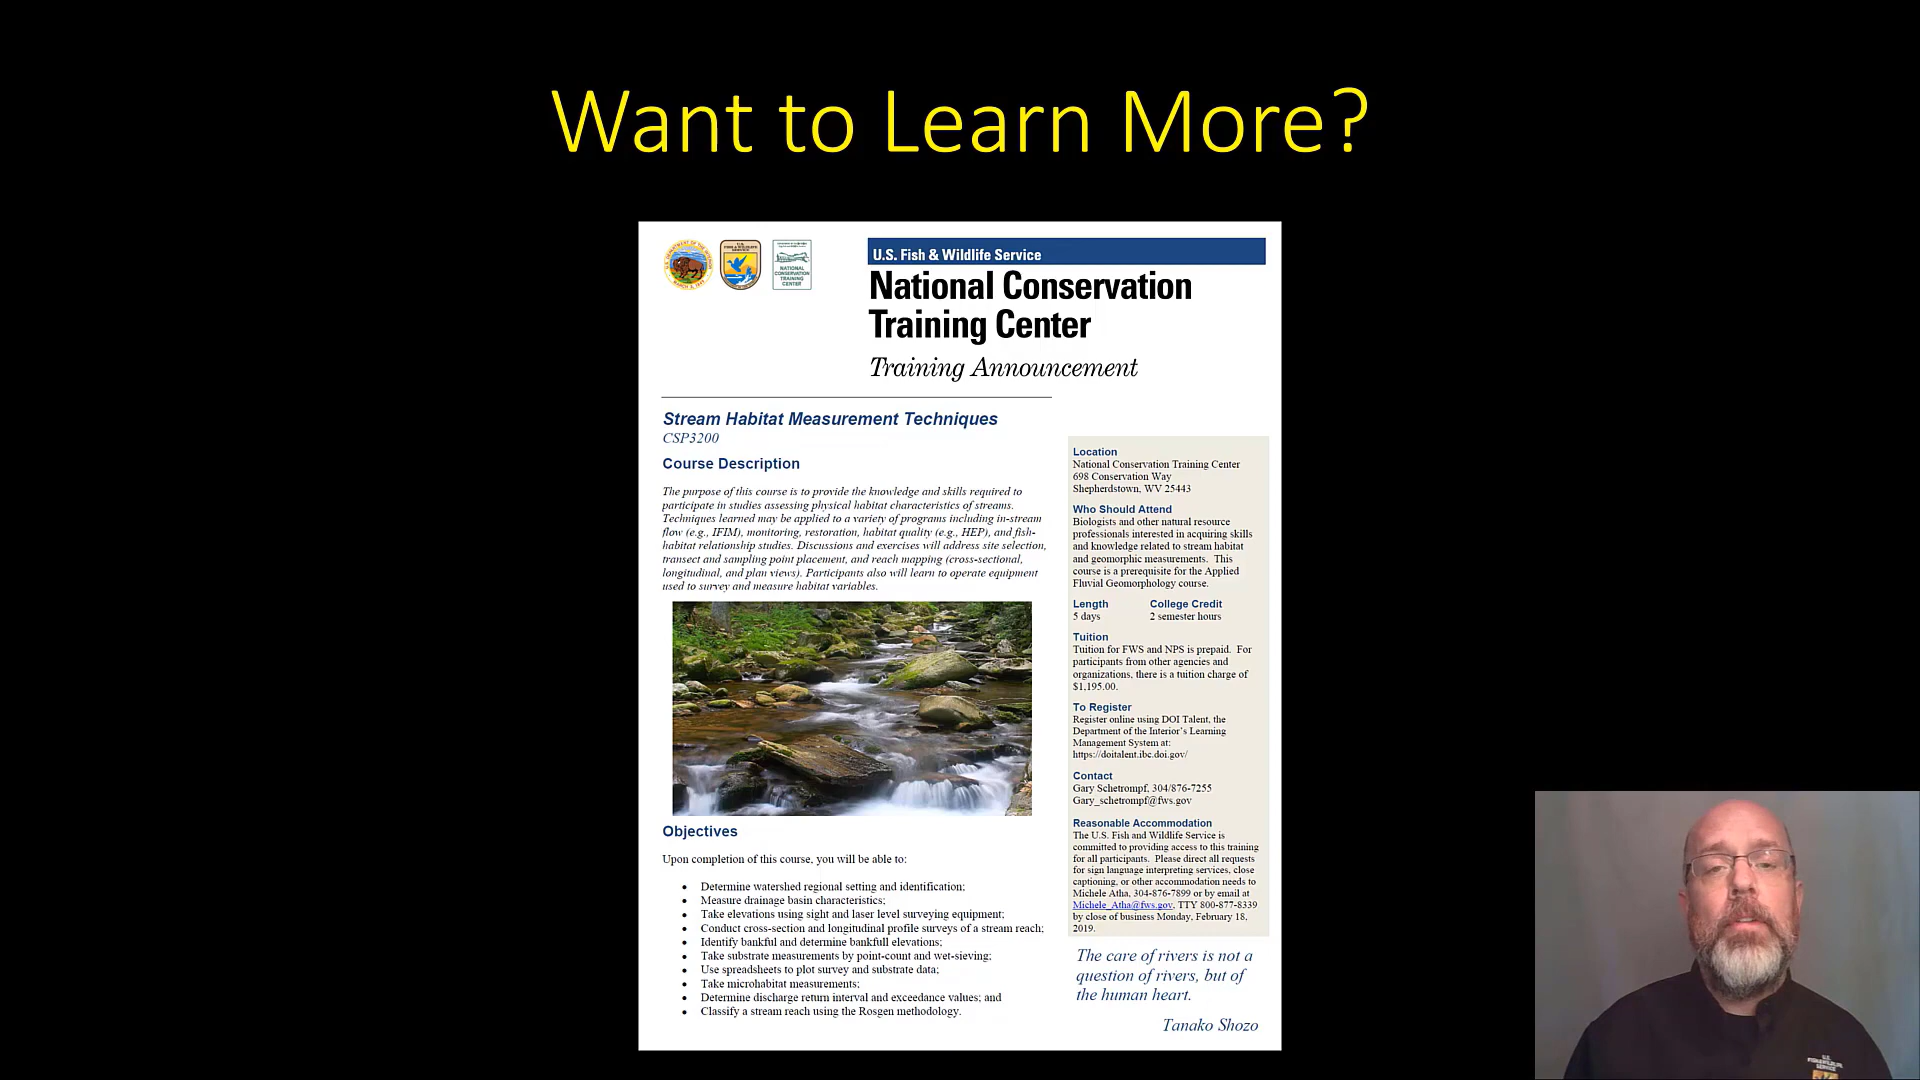 Want to Learn More?
U.S. Fish & Wildlife Service
National Conservation
Training Center
Training Announcement
NATIONAL
CONSERVATION
TRAINING
CENTER
Stream Habitat Measurement Techniques
CSP3200
Course Description
The purpose of this course is to provide the knowledge and skills required to
participate in studies assessing physical habitat characteristics of streams.
Techniques learned may be applied to a variety of programs including in-stream
flow (e.g., IFIM), monitoring, restoration, habitat quality (e.g., HEP), and fish-
habitat relationship studies. Discussions and exercises will address site selection,
transect and sampling point placement, and reach mapping (cross-sectional,
longitudinal, and plan views). Participants also will learn to operate equipment
used to survey and measure habitat variables.
Objectives
Upon completion of this course, you will be able to:
• Determine watershed regional setting and identification;
• Measure drainage basin characteristics;
• Take elevations using sight and laser level surveying equipment;
• Conduct cross-section and longitudinal profile surveys of a stream reach;
• Identify bankful and determine bankfull elevations;
• Take substrate measurements by point-count and wet-sieving;
• Use spreadsheets to plot survey and substrate data;
• Take microhabitat measurements;
• Determine discharge return interval and exceedance values; and
• Classify a stream reach using the Rosgen methodology.
Location
National Conservation Training Center
698 Conservation Way
Shepherdstown, WV 25443
Who Should Attend
Biologists and other natural resource
professionals interested in acquiring skills
and knowledge related to stream habitat
and geomorphic measurements. This
course is a prerequisite for the Applied
Fluvial Geomorphology course.
Length College Credit
5 days 2 semester hours
Tuition
Tuition for FWS and NPS is prepaid. For
participants from other agencies and
organizations, there is a tuition charge of
$1,195.00.
To Register
Register online using DOI Talent, the
Department of the Interior's Learning
Management System at:
https://doitalent.ibc.doi.gov/
Contact
Gary Schetrompf, 304/876-7255
Gary_schetrompf@fws.gov
Reasonable Accommodation
The U.S. Fish and Wildlife Service is
committed to providing access to this training
for all participants. Please direct all requests
for sign language interpreting services, close
captioning, or other accommodation needs to
Michele Atha, 304-876-7899 or by email at
Michele_Atha@fws.gov, TTY 800-877-8339
by close of business Monday, February 18,
2019.
The care of rivers is not a
question of rivers, but of
the human heart.
Tanako Shozo
U.S.
FISH & WILDLIFE
SERVICE